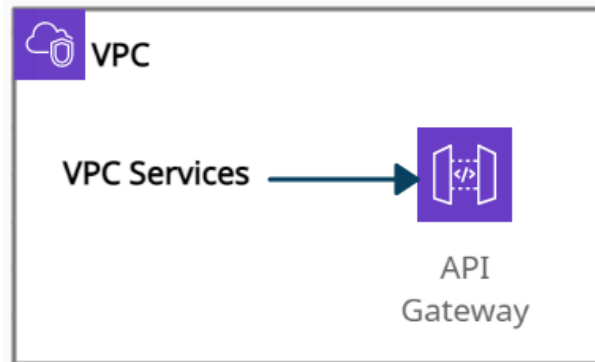 VPC
VPC Services
</>
API
Gateway